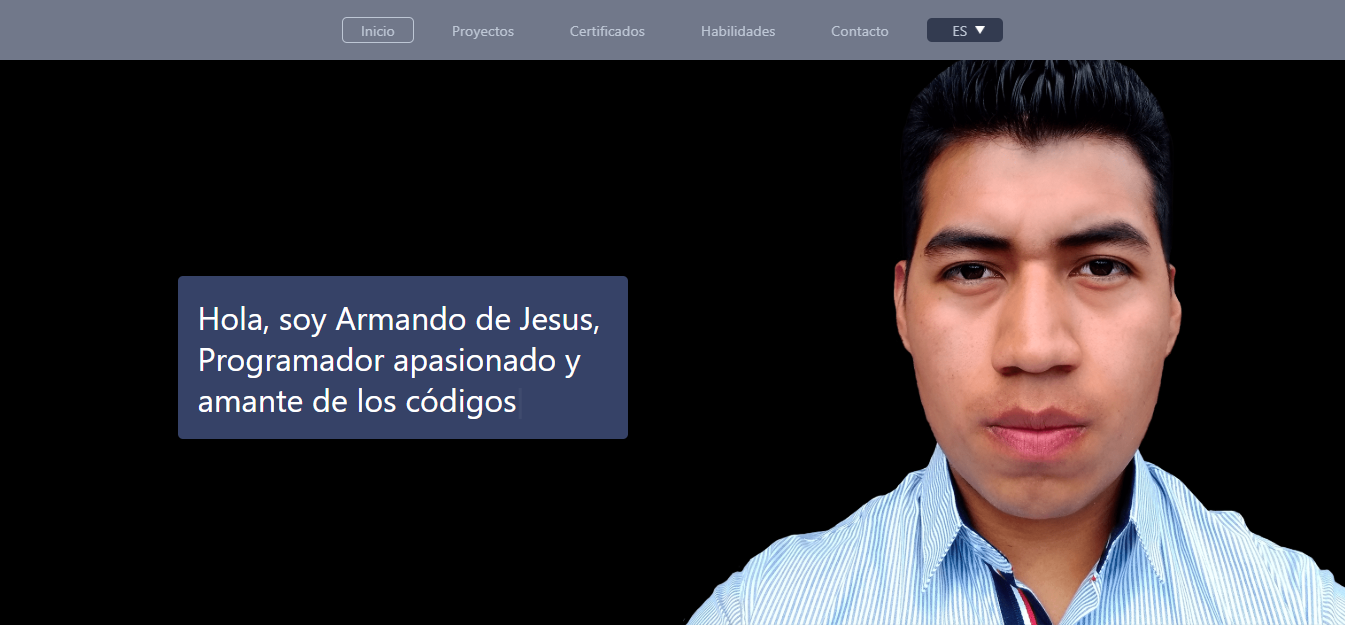 Inicio Proyectos Certificados Habilidades Contacto ES
Hola, soy Armando de Jesus,
Programador apasionado y
amante de los códigos